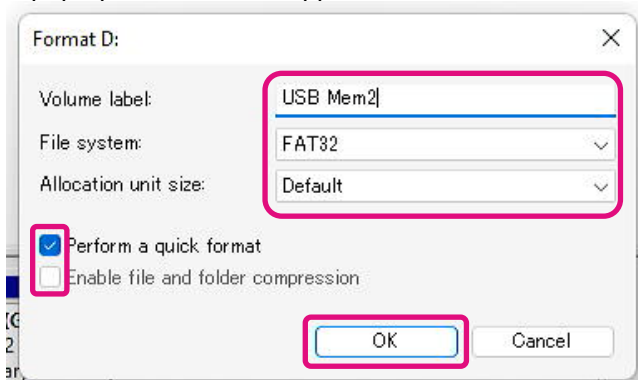 Format D:
Volume label:
USB Mem2
File system:
FAT32
Allocation unit size:
Default
Perform a quick format
Enable file and folder compression
OK
Cancel